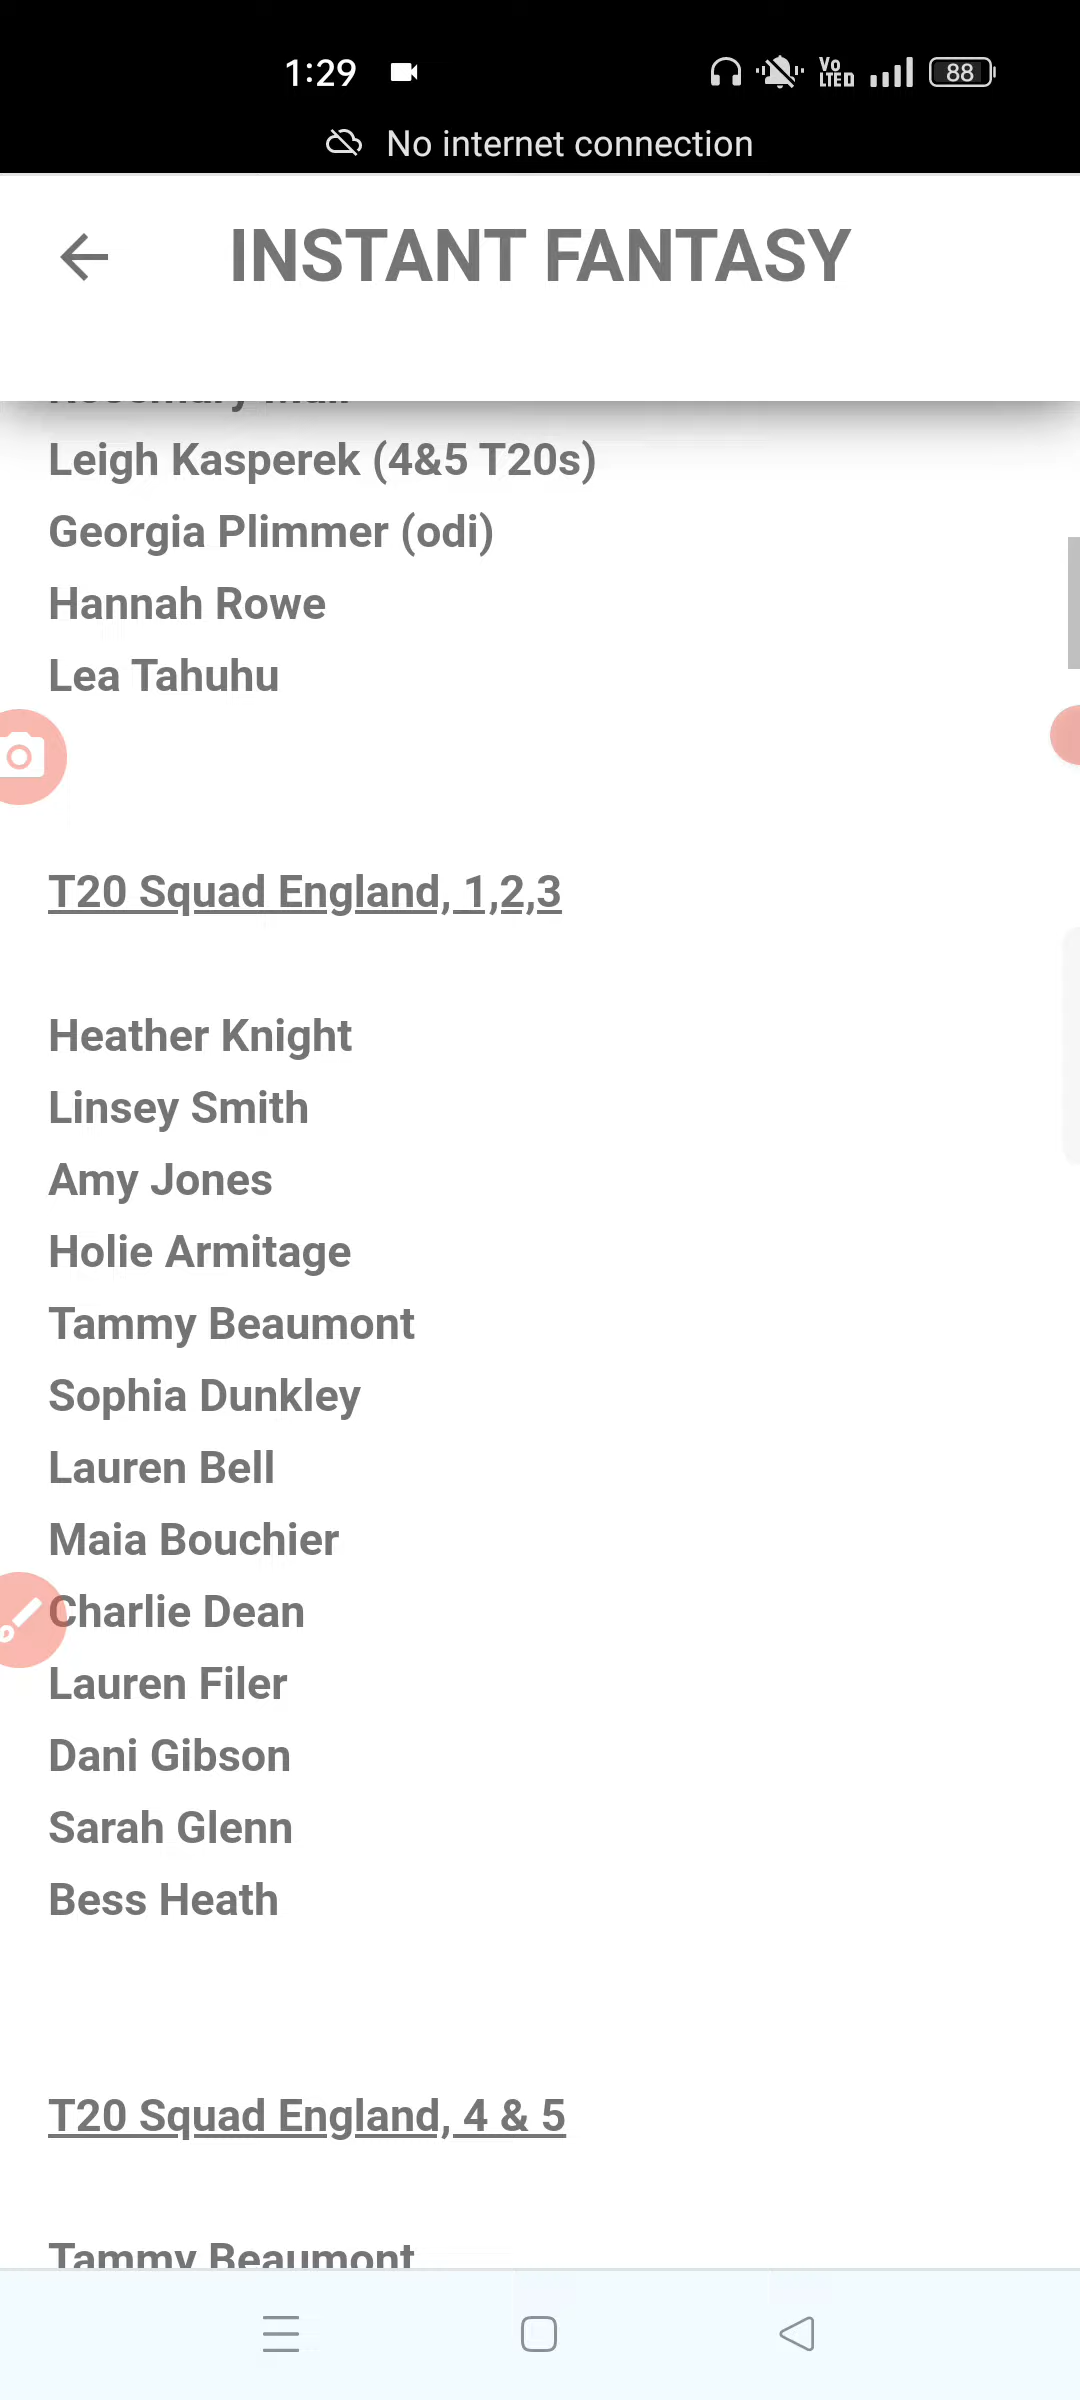 1:29
Vo LTED
88
No internet connection
INSTANT FANTASY
Leigh Kasperek (4&5 T20s)
Georgia Plimmer (odi)
Hannah Rowe
Lea Tahuhu
T20 Squad England, 1,2,3
Heather Knight
Linsey Smith
Amy Jones
Holie Armitage
Tammy Beaumont
Sophia Dunkley
Lauren Bell
Maia Bouchier
Charlie Dean
Lauren Filer
Dani Gibson
Sarah Glenn
Bess Heath
T20 Squad England, 4 & 5
Tammy Beaumont